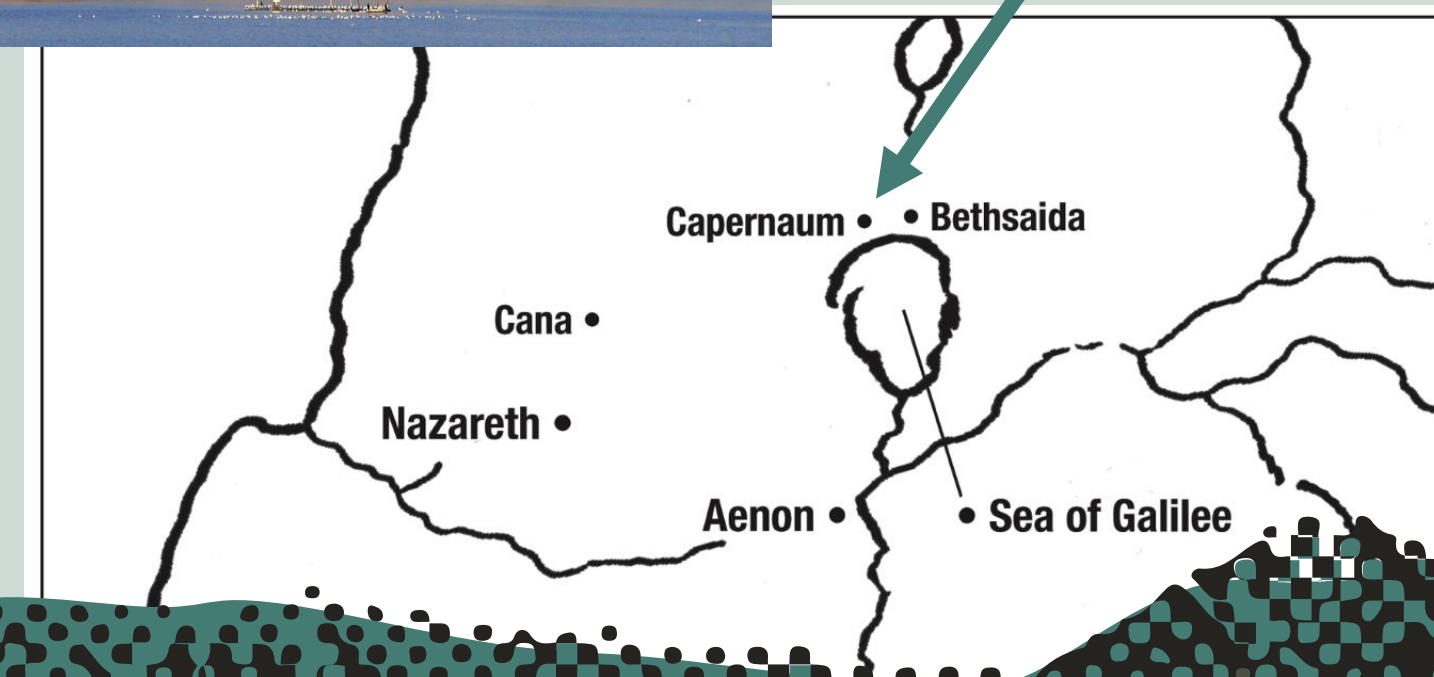 Capernaum
Bethsaida
Cana
Nazareth
Aenon
Sea of Galilee